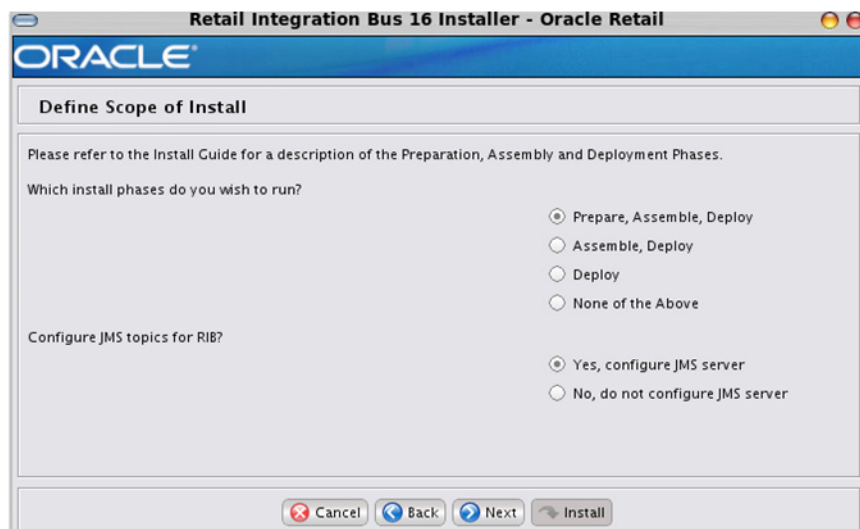 Retail Integration Bus 16 Installer - Oracle Retail
ORACLE®
Define Scope of Install
Please refer to the Install Guide for a description of the Preparation, Assembly and Deployment Phases.
Which install phases do you wish to run?
Prepare, Assemble, Deploy
Assemble, Deploy
Deploy
None of the Above
Configure JMS topics for RIB?
Yes, configure JMS server
No, do not configure JMS server
Cancel Back Next Install